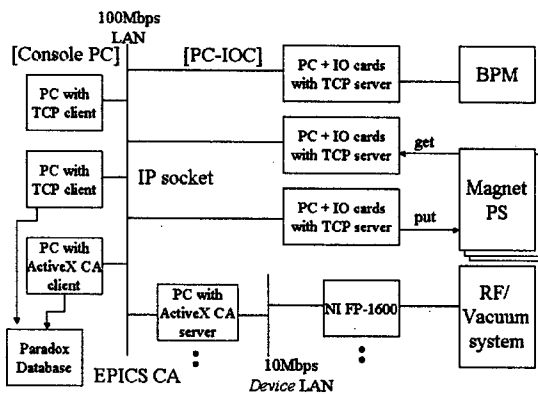 100Mbps
LAN
[Console PC]
[PC-IOC]
PC with
TCP client
PC + IO cards
with TCP server
BPM
PC + IO cards
with TCP server
get
PC with
TCP client
IP socket
Magnet
PS
PC + IO cards
with TCP server
put
PC with
ActiveX CA
client
PC with
ActiveX CA
server
NI FP-1600
RF/
Vacuum
system
Paradox
Database
EPICS CA
10Mbps
Device LAN